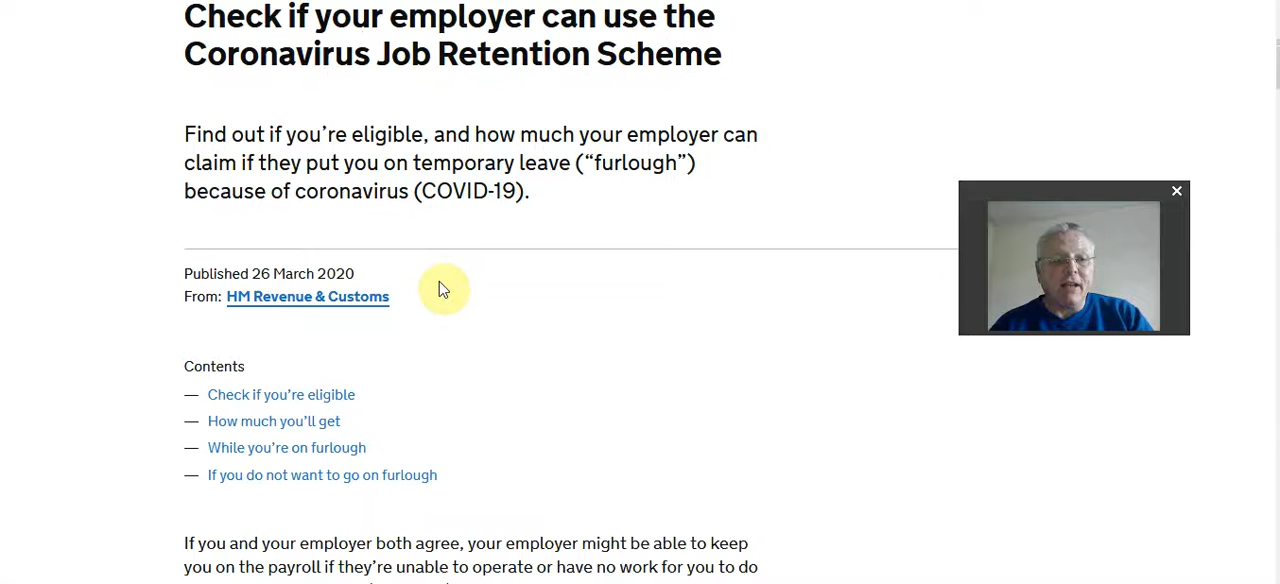 Check if your employer can use the
Coronavirus Job Retention Scheme
Find out if you’re eligible, and how much your employer can
claim if they put you on temporary leave (“furlough”)
because of coronavirus (COVID-19).
Published 26 March 2020
From: HM Revenue & Customs
Contents
— Check if you’re eligible
— How much you’ll get
— While you’re on furlough
— If you do not want to go on furlough
If you and your employer both agree, your employer might be able to keep
you on the payroll if they’re unable to operate or have no work for you to do